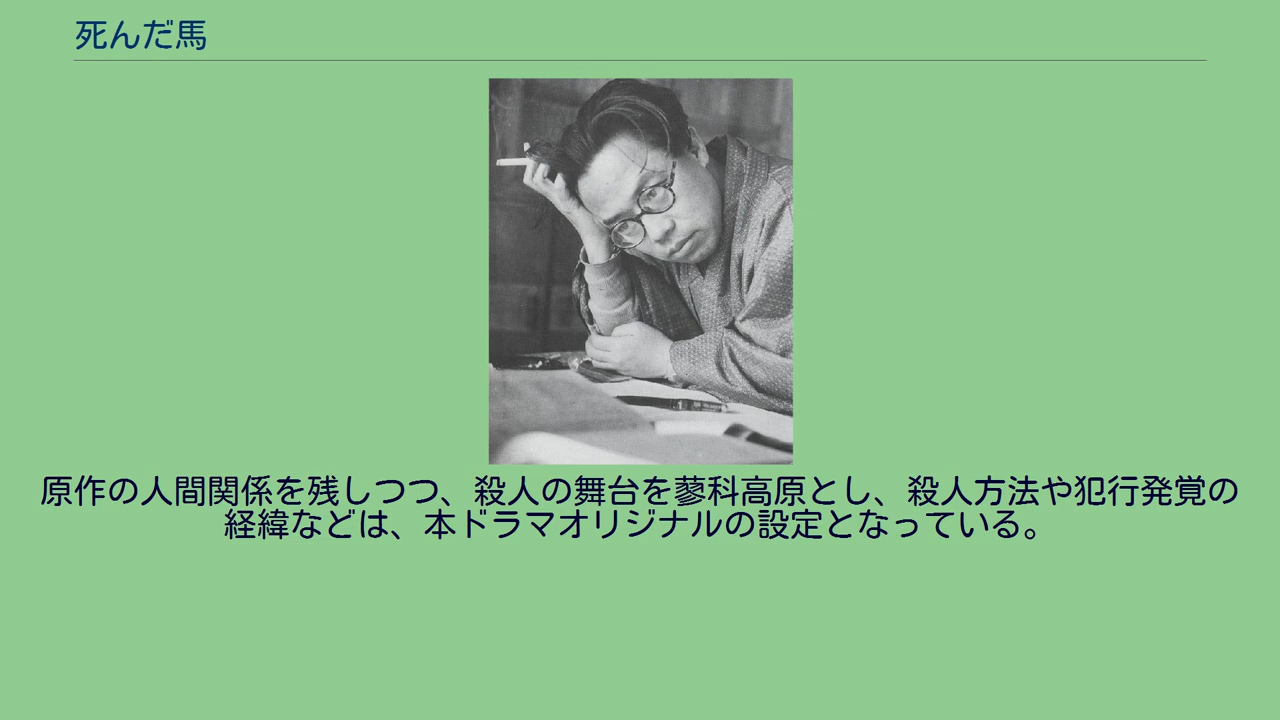 死んだ馬
原作の人間関係を残しつつ、殺人の舞台を蓼科高原とし、殺人方法や犯行発覚の
経緯などは、本ドラマオリジナルの設定となっている。